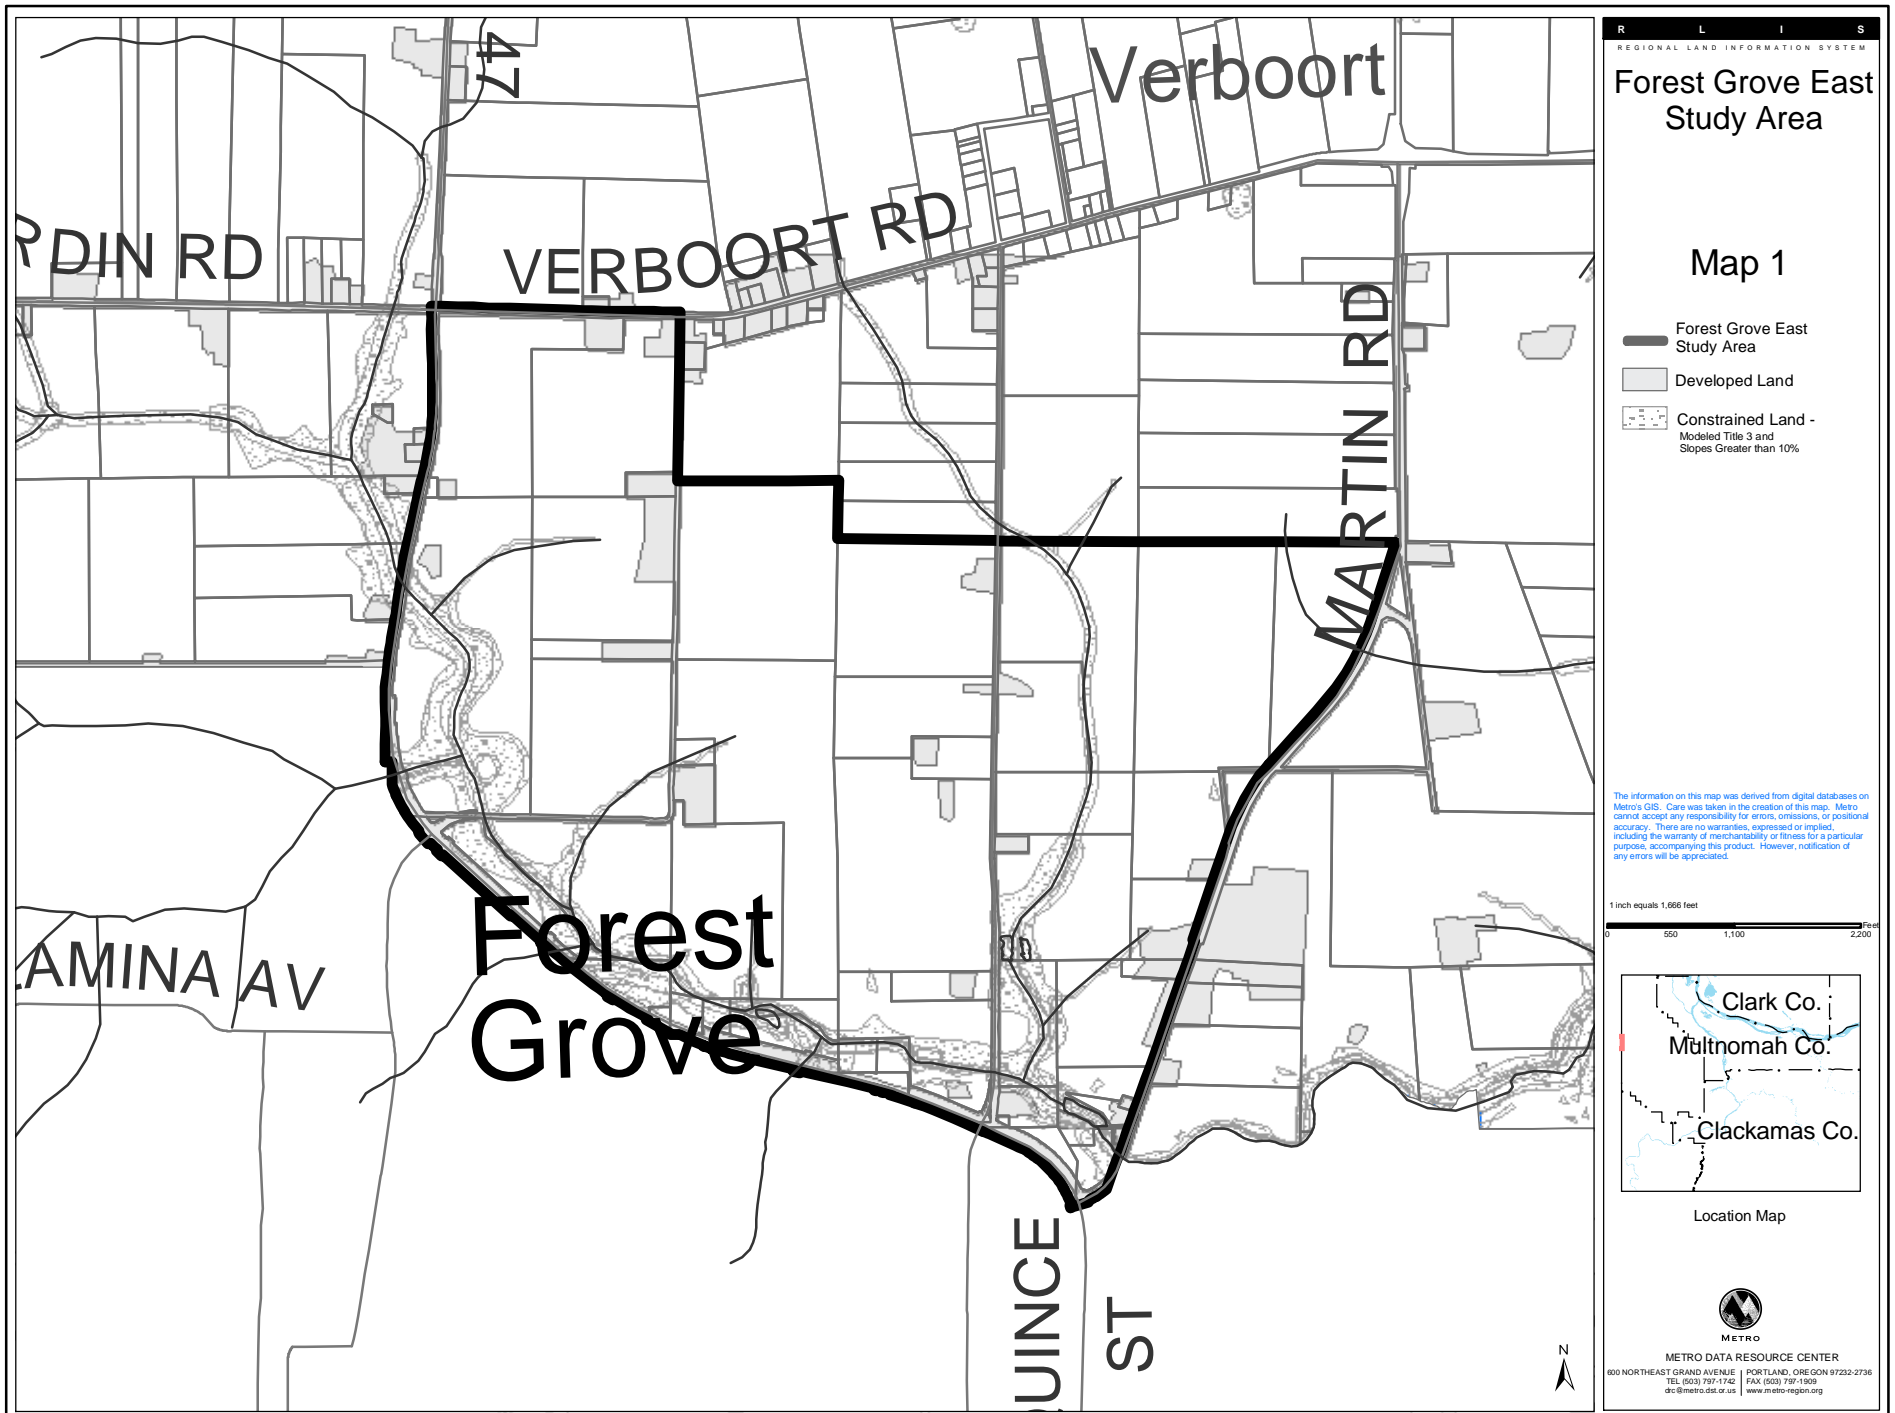 47
Verboort
RDIN RD
VERBOORT RD
MARTIN RD
Forest
Grove
LAMINA AV
QUINCE
ST
N
R L I S
REGIONAL LAND INFORMATION SYSTEM
Forest Grove East
Study Area
Map 1
Forest Grove East
Study Area
Developed Land
Constrained Land -
Modeled Title 3 and
Slopes Greater than 10%
The information on this map was derived from digital databases on
Metro's GIS. Care was taken in the creation of this map. Metro
cannot accept any responsibility for errors, omissions, or positional
accuracy. There are no warranties, expressed or implied,
including the warranty of merchantability or fitness for a particular
purpose, accompanying this product. However, notification of
any errors will be appreciated.
1 inch equals 1,666 feet
Feet
0 550 1,100 2,200
Clark Co.
Multnomah Co.
Clackamas Co.
Location Map
METRO
METRO DATA RESOURCE CENTER
600 NORTHEAST GRAND AVENUE | PORTLAND, OREGON 97232-2736
TEL (503) 797-1742 | FAX (503) 797-1909
drc@metro.dst.or.us | www.metro-region.org